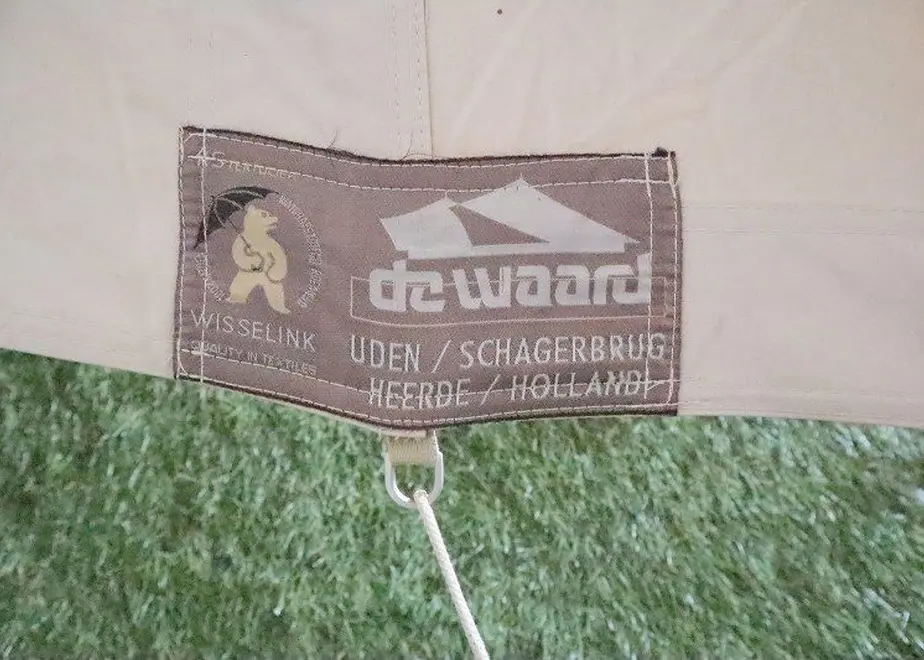 WISSELINK
QUALITY IN TEXTILES
de waard
UDEN / SCHAGERBRUG
HEERDE / HOLLAND